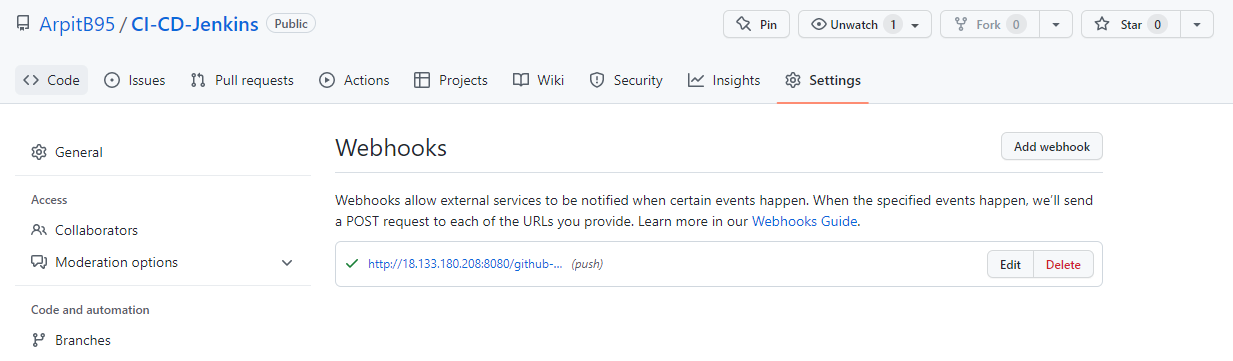 ArpitB95 / CI-CD-Jenkins Public
Pin
Unwatch 1
Fork 0
Star 0
Code Issues Pull requests Actions Projects Wiki Security Insights Settings
General
Access
Collaborators
Moderation options
Code and automation
Branches
Webhooks
Add webhook
Webhooks allow external services to be notified when certain events happen. When the specified events happen, we'll send
a POST request to each of the URLs you provide. Learn more in our Webhooks Guide.
http://18.133.180.208:8080/github-... (push)
Edit Delete